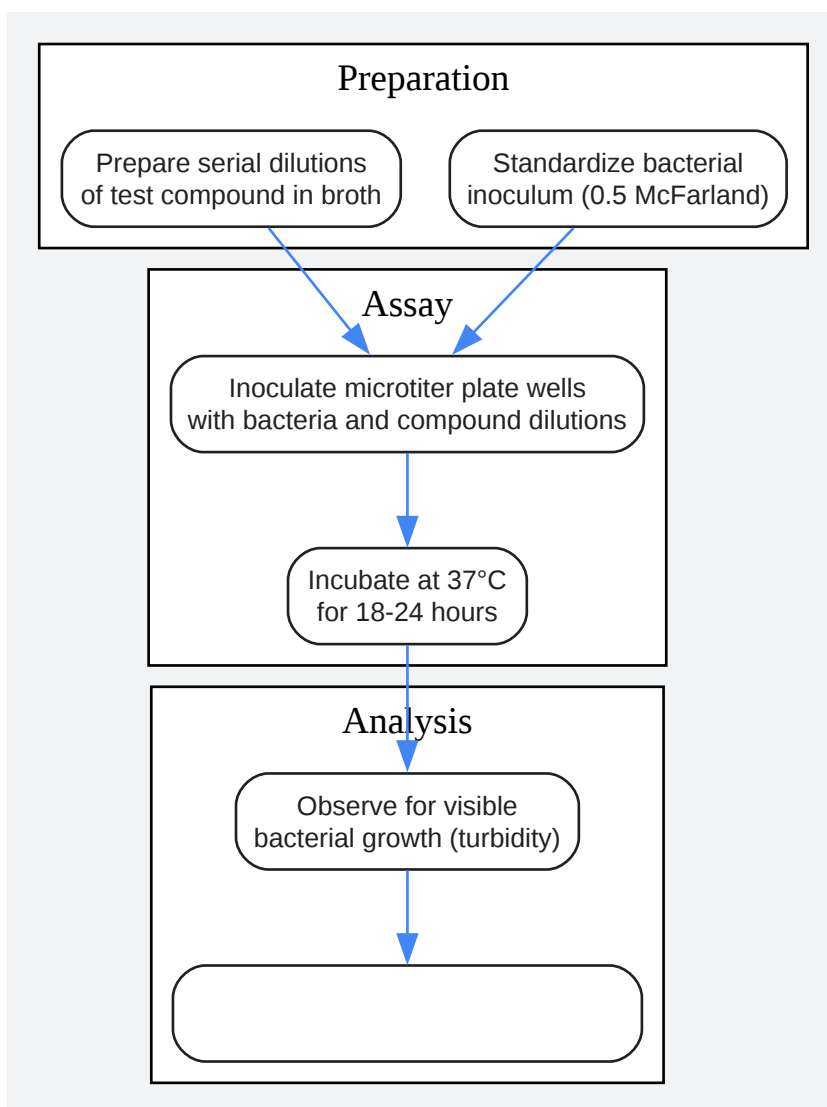 Preparation
Prepare serial dilutions
of test compound in broth
Standardize bacterial
inoculum (0.5 McFarland)
Assay
Inoculate microtiter plate wells
with bacteria and compound dilutions
Incubate at 37°C
for 18-24 hours
Analysis
Observe for visible
bacterial growth (turbidity)